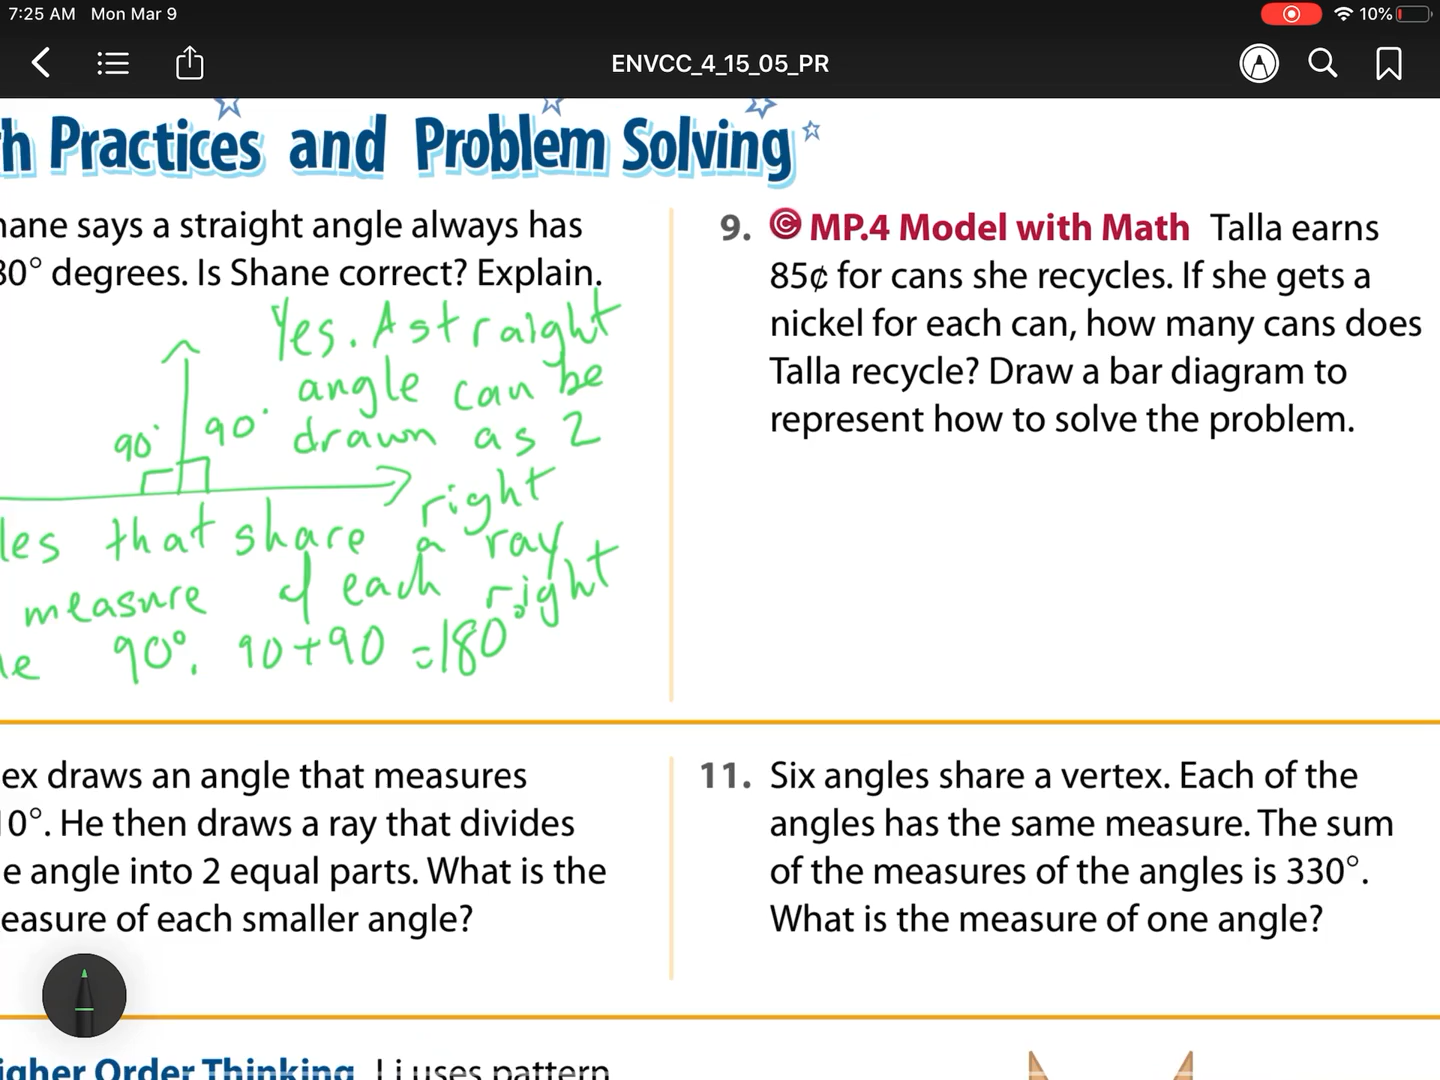 7:25 AM Mon Mar 9
10%
ENVCC_4_15_05_PR
h Practices and Problem Solving
hane says a straight angle always has
80° degrees. Is Shane correct? Explain.
Yes. A straight
angle can be
90° 90° drawn as 2
right
les that share a ray
measure of each right
90°. 90+90 =180°
9. MP.4 Model with Math Talla earns
85¢ for cans she recycles. If she gets a
nickel for each can, how many cans does
Talla recycle? Draw a bar diagram to
represent how to solve the problem.
ex draws an angle that measures
10°. He then draws a ray that divides
e angle into 2 equal parts. What is the
easure of each smaller angle?
11. Six angles share a vertex. Each of the
angles has the same measure. The sum
of the measures of the angles is 330°.
What is the measure of one angle?
igher Order Thinking Li uses pattern